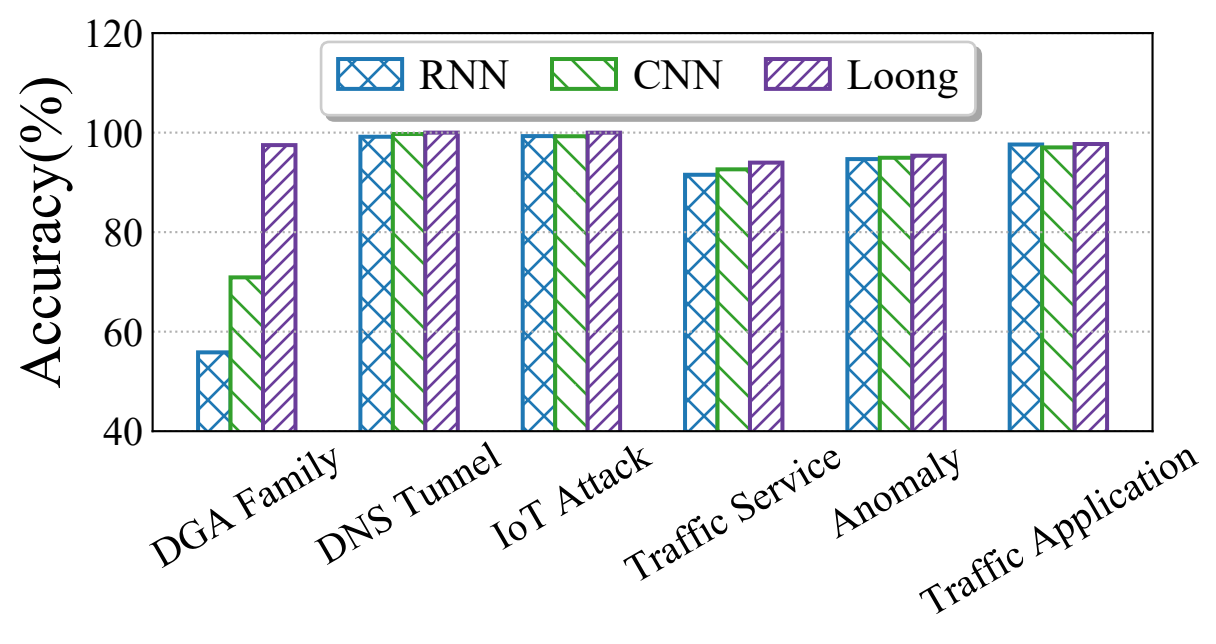 Accuracy(%)
120
100
80
60
40
RNN CNN Loong
DGA Family
DNS Tunnel
IoT Attack
Traffic Service
Anomaly
Traffic Application